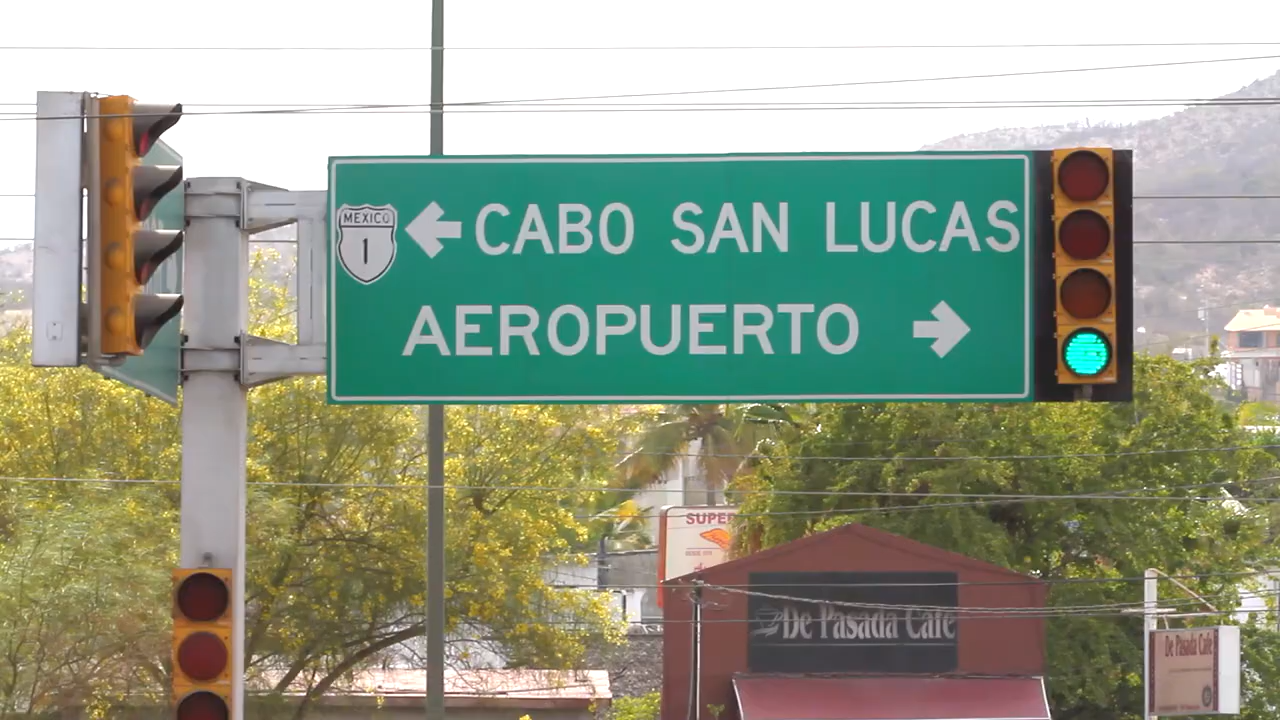 MEXICO
1
CABO SAN LUCAS
AEROPUERTO
SUPER
De Pasada Cafe
De Pasada Cafe